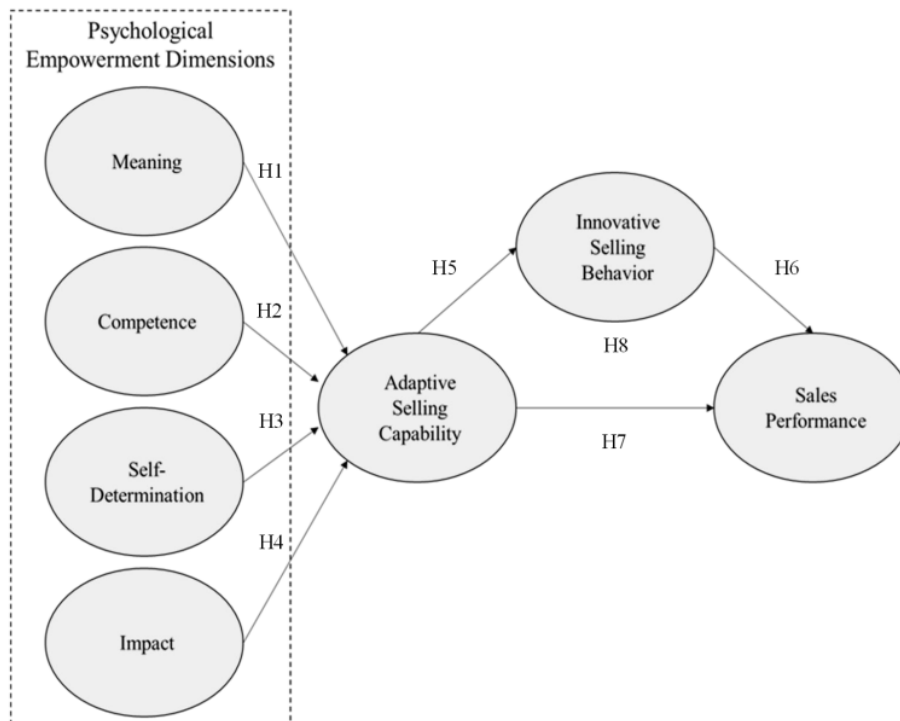 Psychological
Empowerment Dimensions
Meaning
H1
Competence
H2
Self-
Determination
H3
Impact
H4
Adaptive
Selling
Capability
H5
Innovative
Selling
Behavior
H6
H8
H7
Sales
Performance